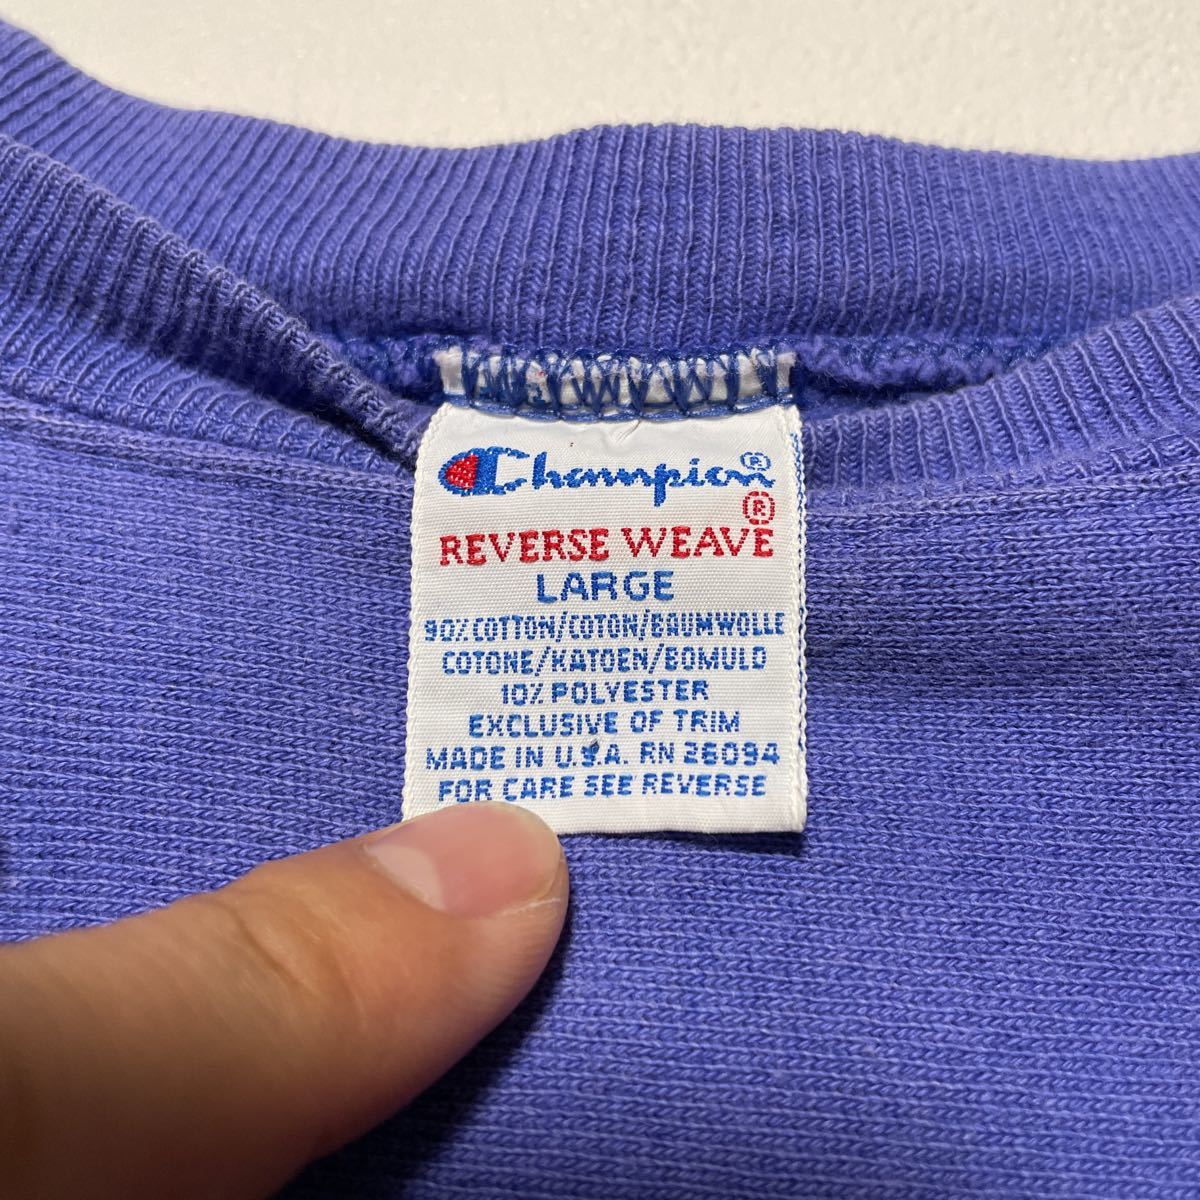 Champion®
REVERSE WEAVE®
LARGE
90% COTTON/COTON/BAUMWOLLE
COTONE/KATOEN/BOMULD
10% POLYESTER
EXCLUSIVE OF TRIM
MADE IN U.S.A. RN 26094
FOR CARE SEE REVERSE